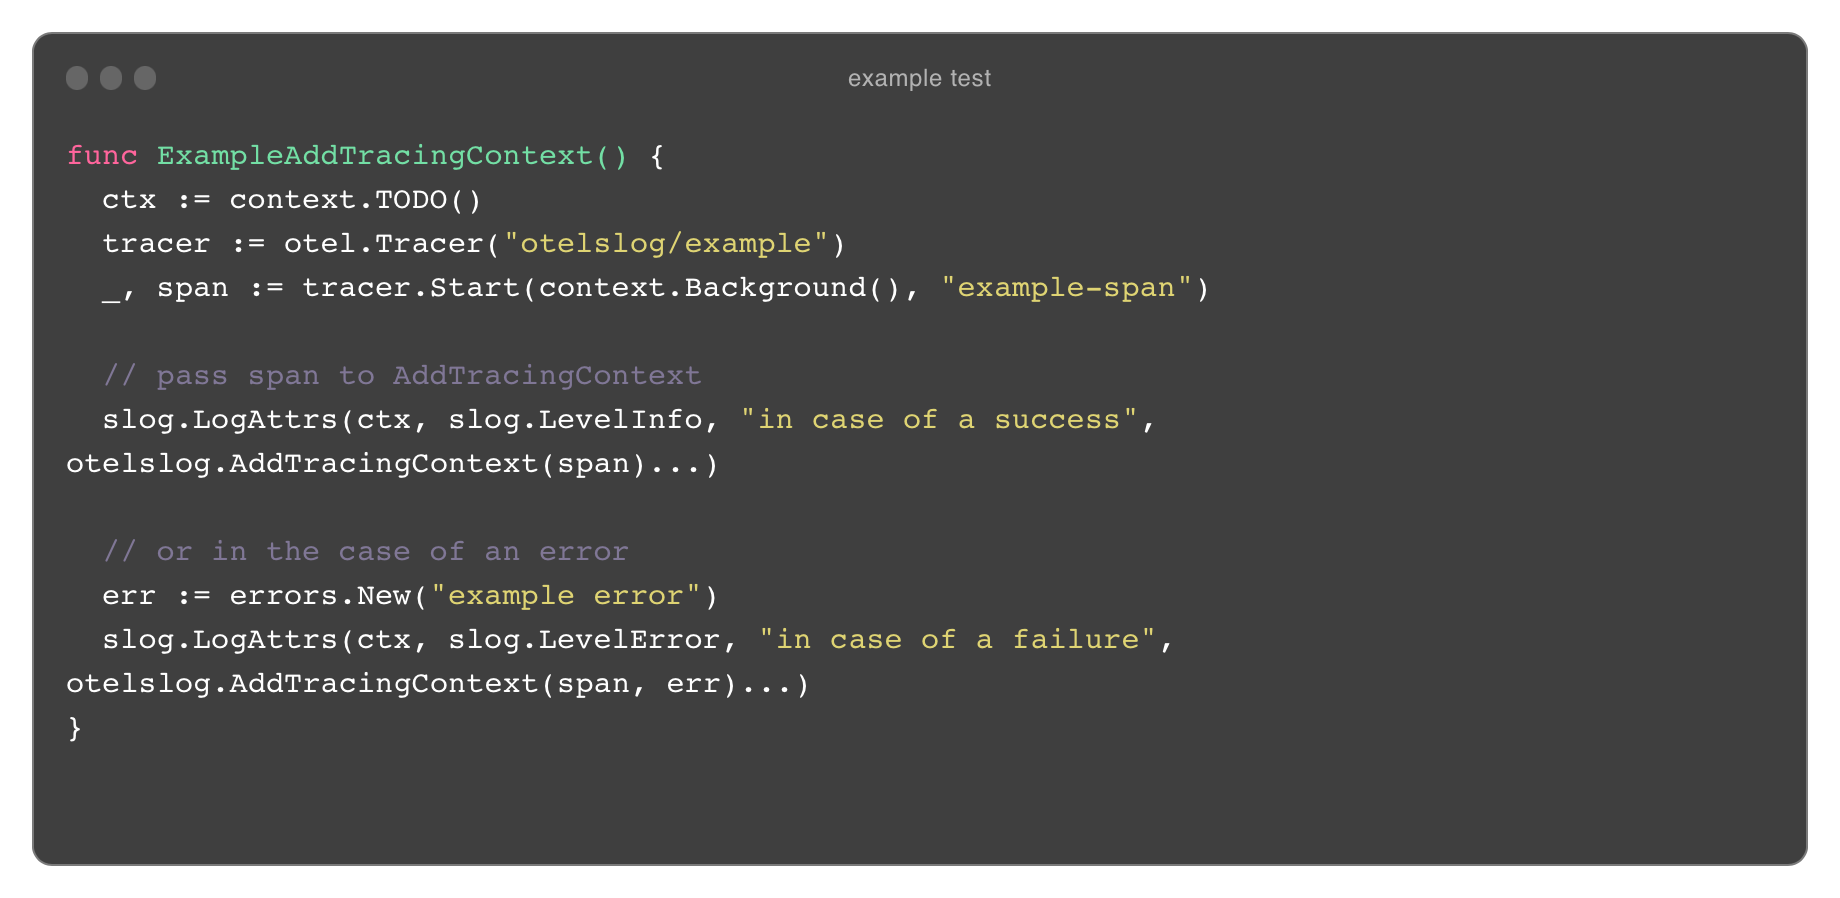 example test
func ExampleAddTracingContext() {
  ctx := context.TODO()
  tracer := otel.Tracer("otelslog/example")
  _, span := tracer.Start(context.Background(), "example-span")

  // pass span to AddTracingContext
  slog.LogAttrs(ctx, slog.LevelInfo, "in case of a success",
otelslog.AddTracingContext(span)...)

  // or in the case of an error
  err := errors.New("example error")
  slog.LogAttrs(ctx, slog.LevelError, "in case of a failure",
otelslog.AddTracingContext(span, err)...)
}